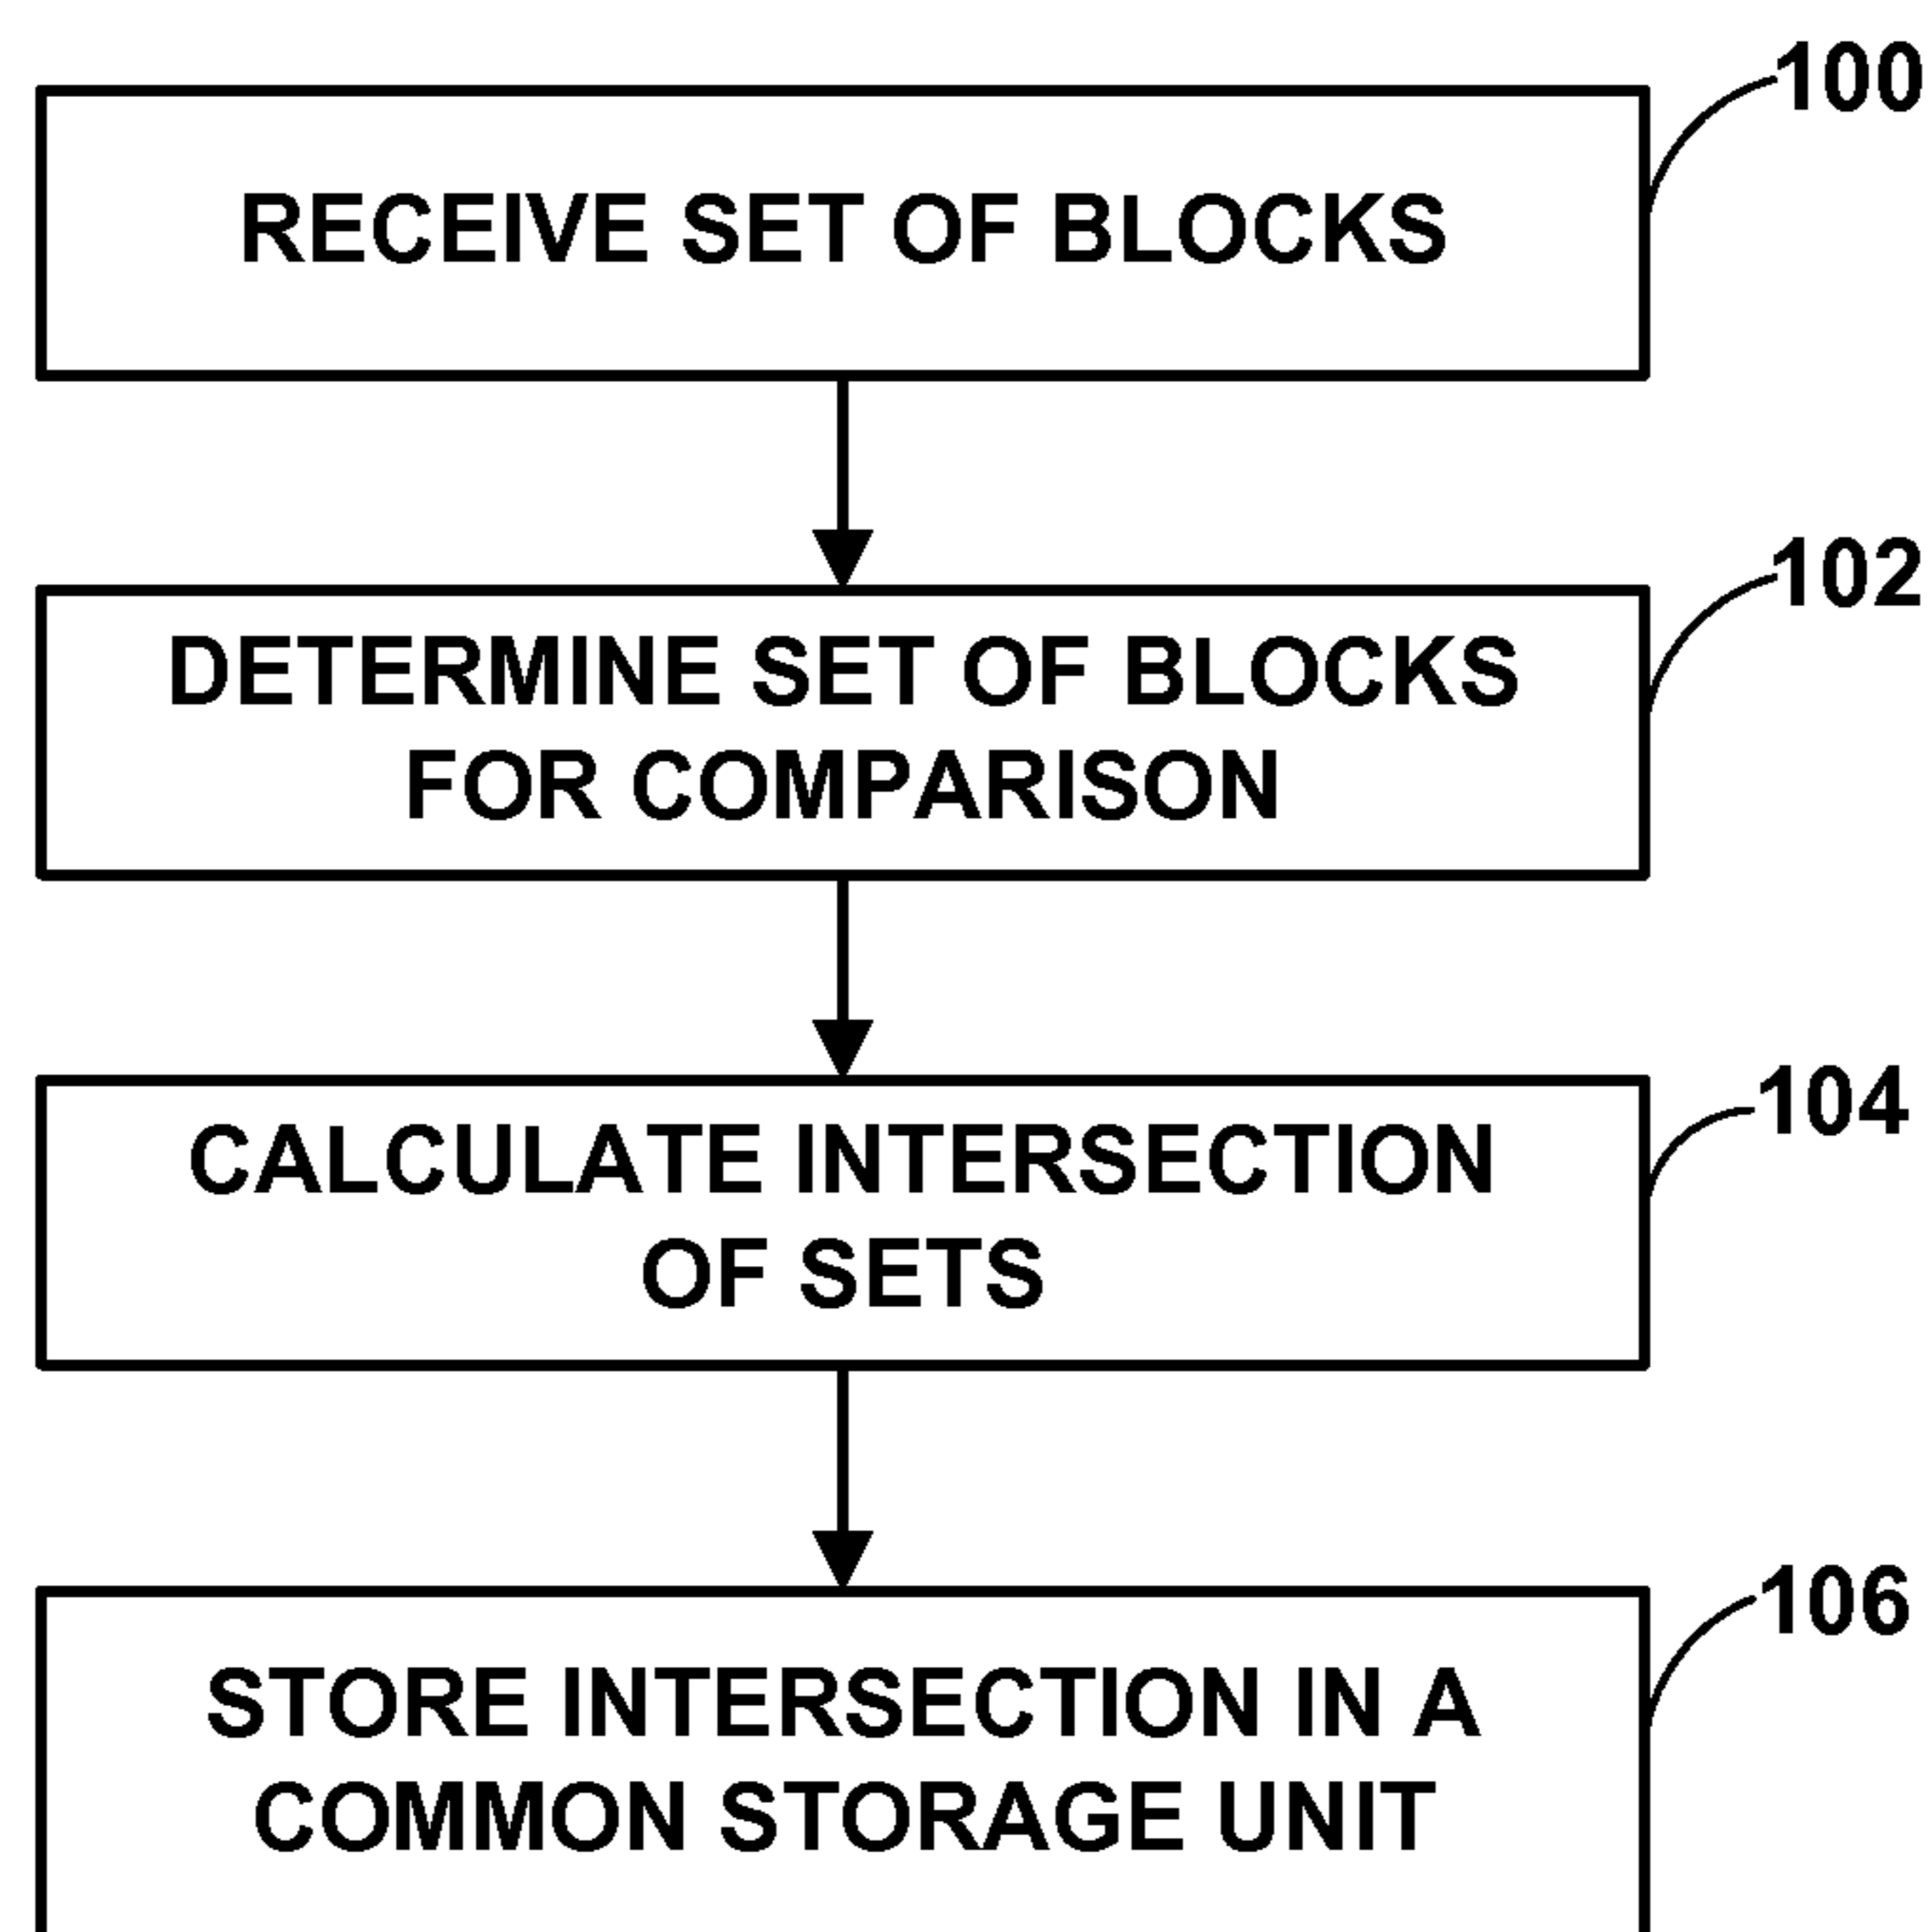 100
RECEIVE SET OF BLOCKS
102
DETERMINE SET OF BLOCKS
FOR COMPARISON
104
CALCULATE INTERSECTION
OF SETS
106
STORE INTERSECTION IN A
COMMON STORAGE UNIT